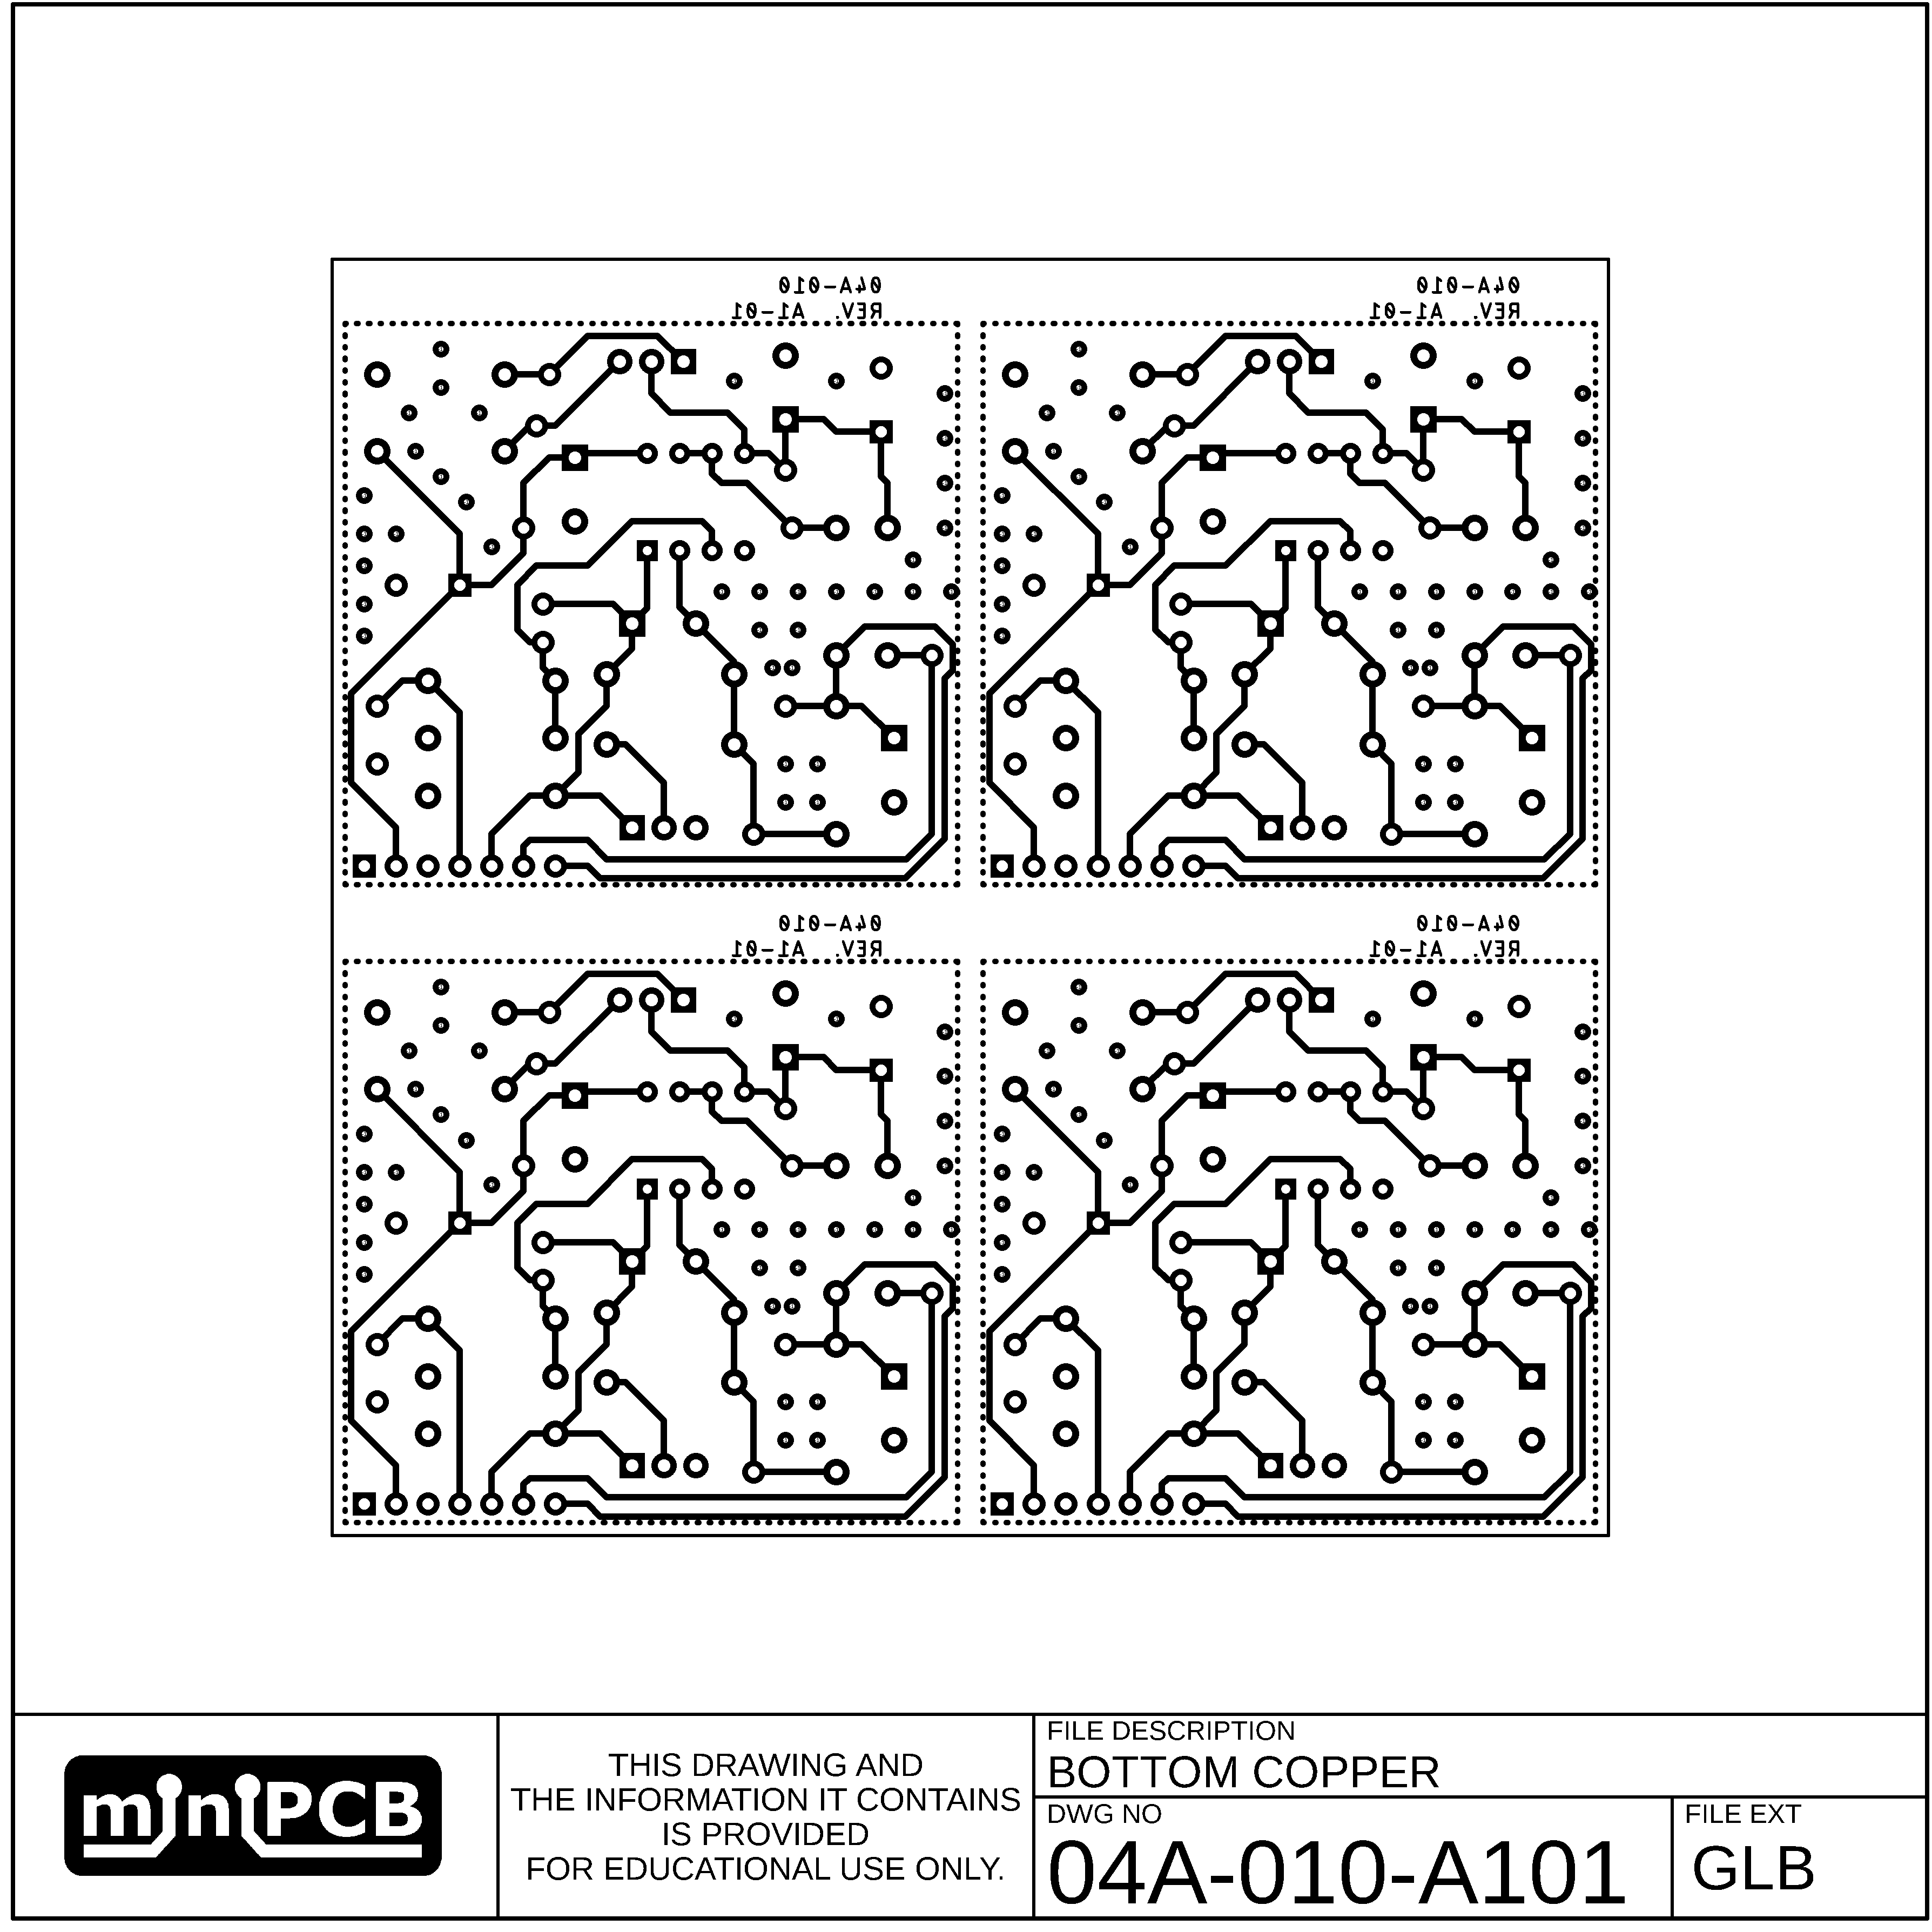 04A-010 04A-010
REV. A1-01 REV. A1-01
04A-010 04A-010
REV. A1-01 REV. A1-01
miniPCB
THIS DRAWING AND
THE INFORMATION IT CONTAINS
IS PROVIDED
FOR EDUCATIONAL USE ONLY.
FILE DESCRIPTION
BOTTOM COPPER
DWG NO
04A-010-A101
FILE EXT
GLB